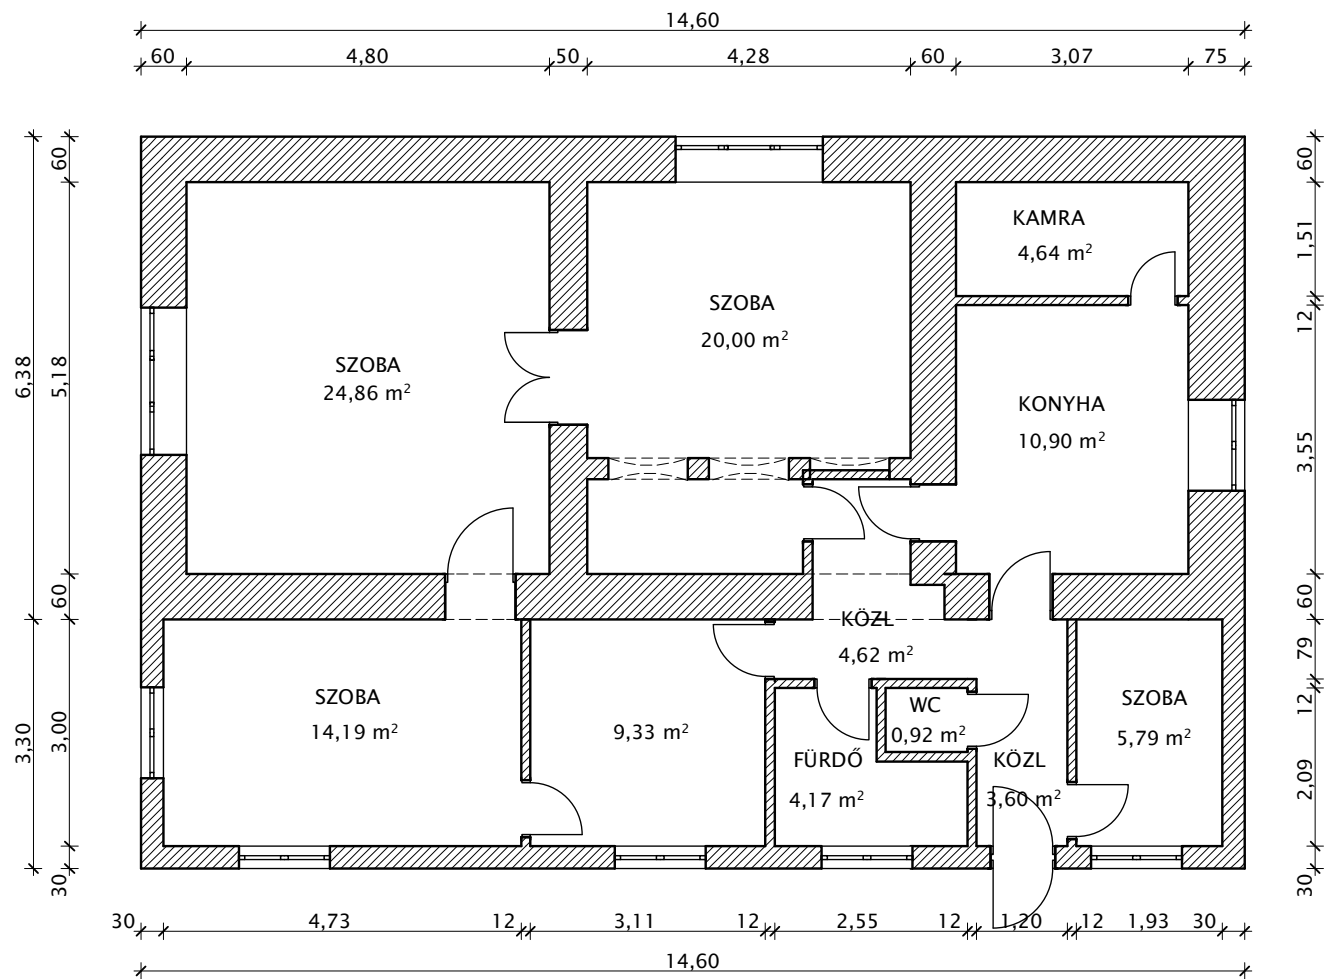 14,60
60 4,80 50 4,28 60 3,07 75
60
60
KAMRA
4,64 m²
1,51
SZOBA
20,00 m²
12
SZOBA
24,86 m²
6,38
5,18
KONYHA
10,90 m²
3,55
60
60
KÖZL
4,62 m²
79
SZOBA
14,19 m²
9,33 m²
WC
0,92 m²
SZOBA
5,79 m²
12
3,30
3,00
FÜRDŐ
4,17 m²
KÖZL
3,60 m²
2,09
30
30
30 4,73 12 3,11 12 2,55 12 1,20 12 1,93 30
14,60